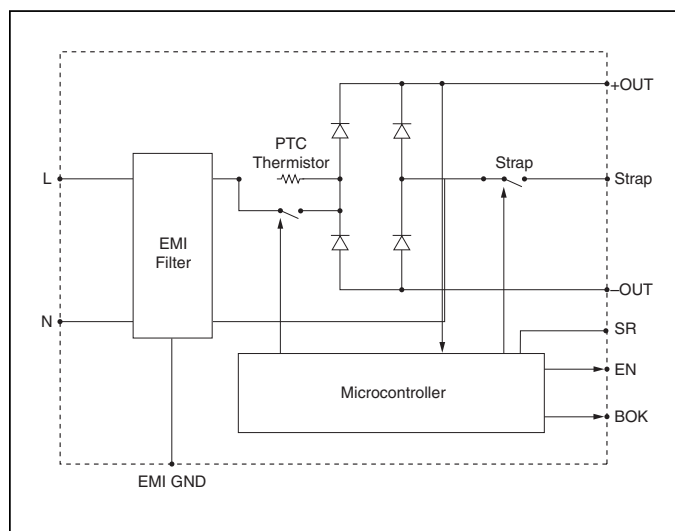 +OUT
PTC
Thermistor
Strap
L
Strap
EMI
Filter
–OUT
N
SR
EN
Microcontroller
BOK
EMI GND